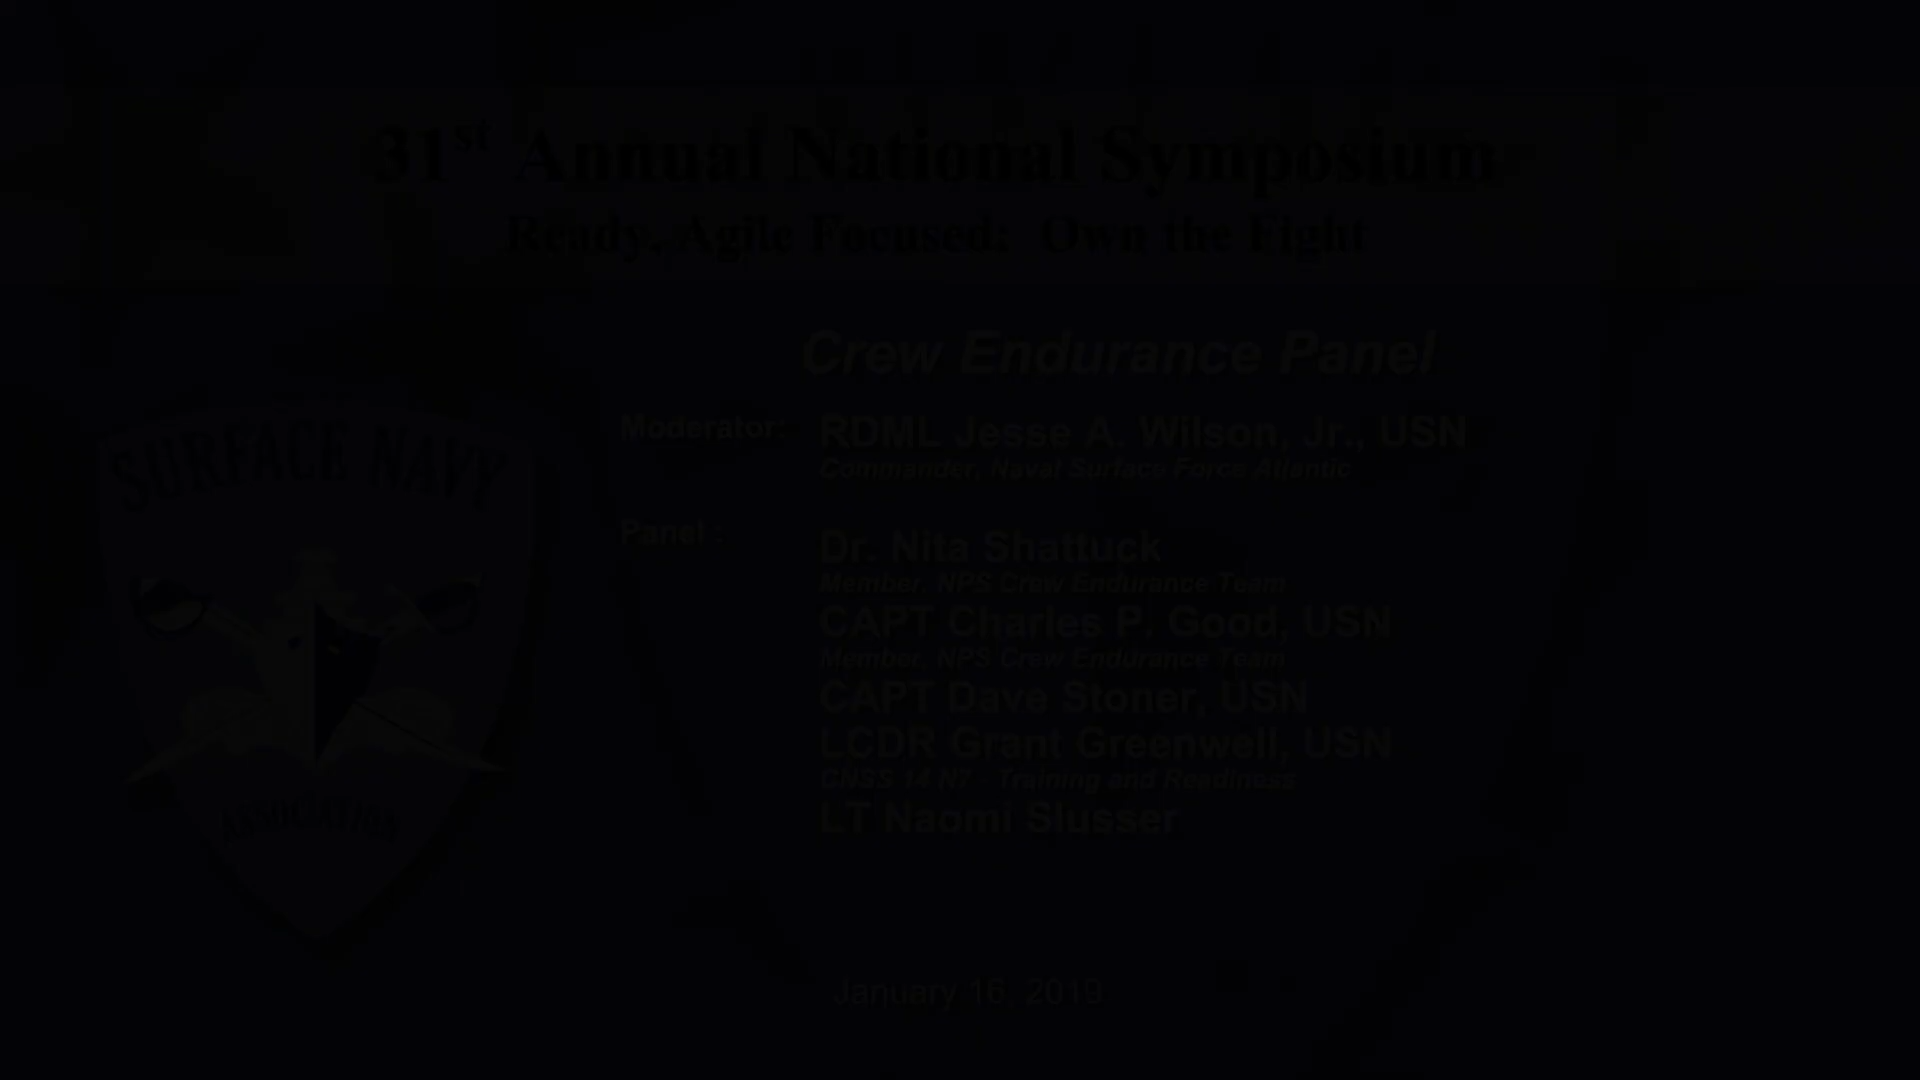 31st Annual National Symposium
Ready, Agile Focused: Own the Fight
Crew Endurance Panel
Moderator: RDML Jesse A. Wilson, Jr., USN
Commander, Naval Surface Force Atlantic
Panel : Dr. Nita Shattuck
Member, NPS Crew Endurance Team
CAPT Charles P. Good, USN
Member, NPS Crew Endurance Team
CAPT Dave Stoner, USN
LCDR Grant Greenwell, USN
CNSS 14 N7 - Training and Readiness
LT Naomi Slusser
SURFACE NAVY
ASSOCIATION
January 16, 2019